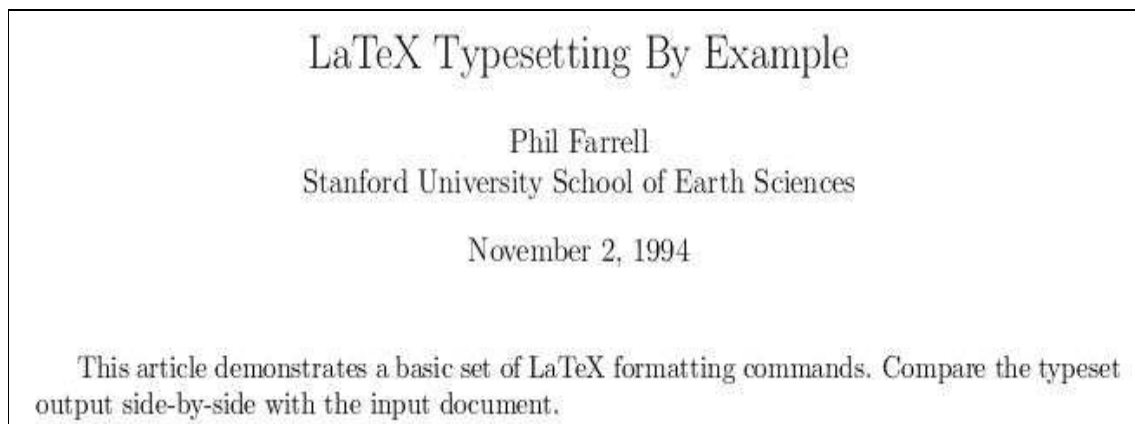 LaTeX Typesetting By Example
Phil Farrell
Stanford University School of Earth Sciences
November 2, 1994
This article demonstrates a basic set of LaTeX formatting commands. Compare the typeset
output side-by-side with the input document.